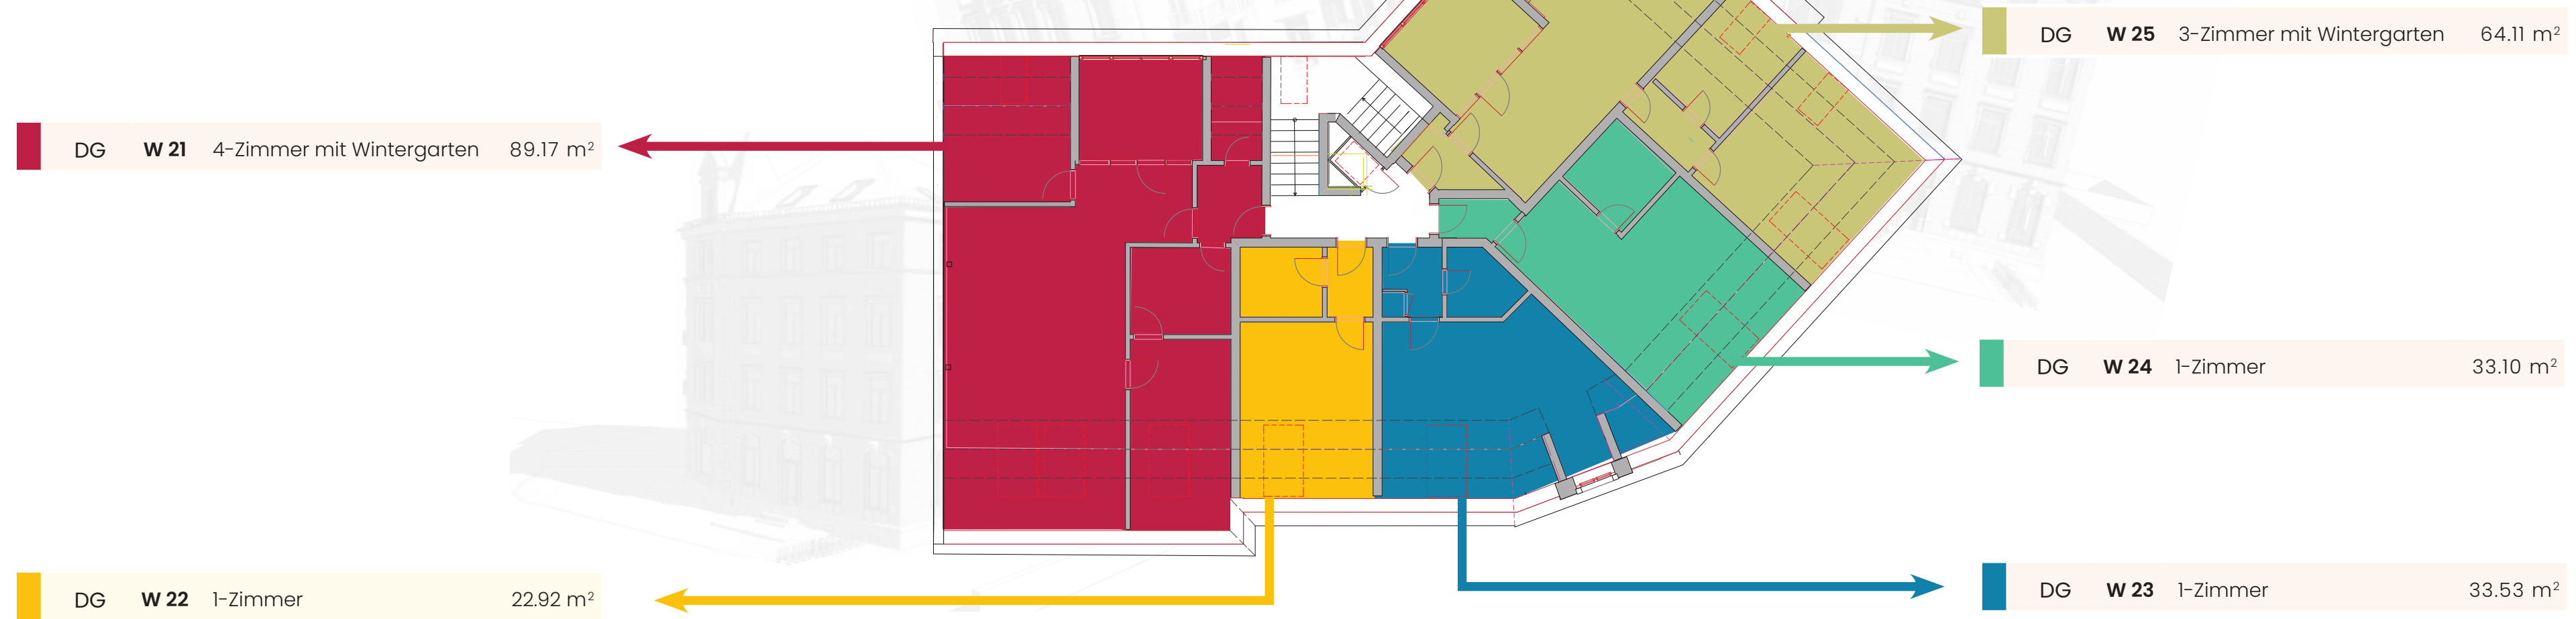 DG W 25 3-Zimmer mit Wintergarten 64.11 m²
DG W 21 4-Zimmer mit Wintergarten 89.17 m²
DG W 24 1-Zimmer 33.10 m²
DG W 22 1-Zimmer 22.92 m²
DG W 23 1-Zimmer 33.53 m²